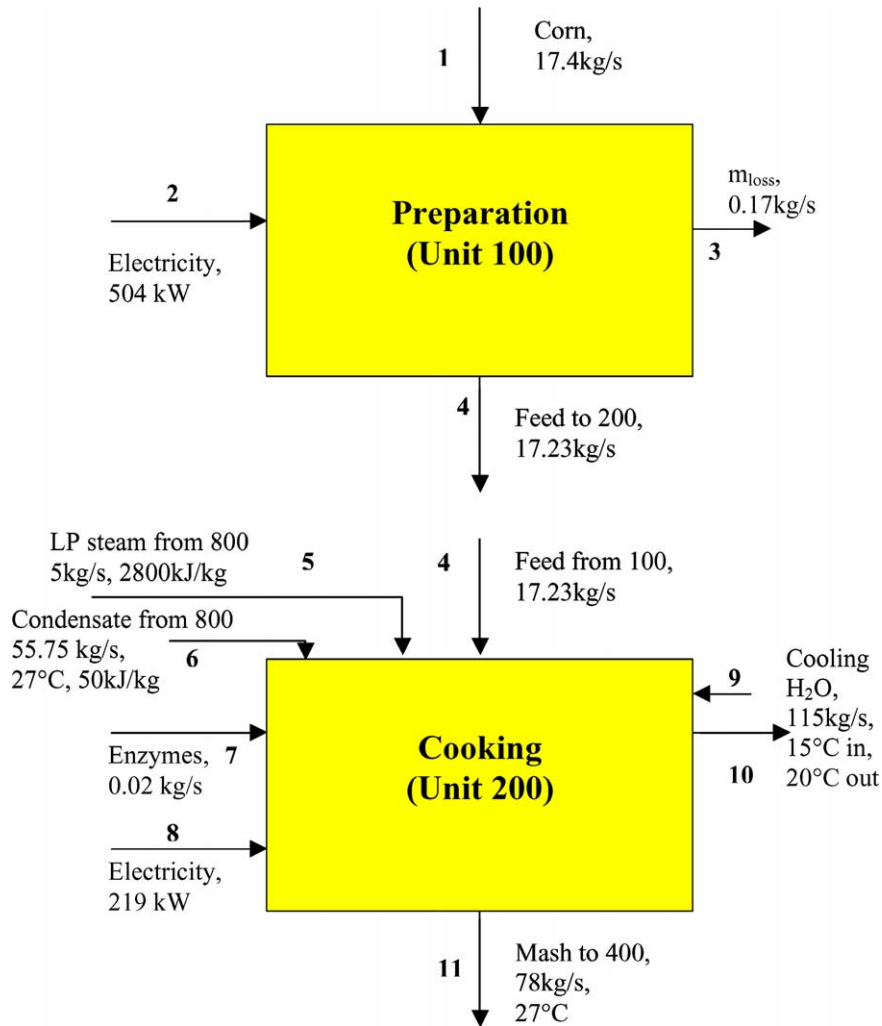 Corn,
17.4kg/s
1
2
Electricity,
504 kW
Preparation
(Unit 100)
mloss,
0.17kg/s
3
4
Feed to 200,
17.23kg/s
LP steam from 800
5kg/s, 2800kJ/kg
5
4
Feed from 100,
17.23kg/s
Condensate from 800
55.75 kg/s,
27°C, 50kJ/kg
6
Enzymes,
0.02 kg/s
7
8
Electricity,
219 kW
Cooking
(Unit 200)
9
Cooling
H₂O,
115kg/s,
15°C in,
20°C out
10
11
Mash to 400,
78kg/s,
27°C